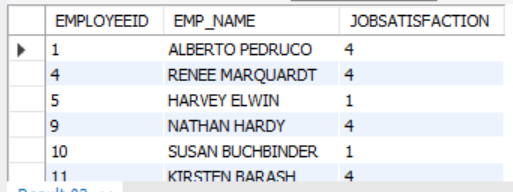 EMPLOYEEID EMP_NAME JOBSATISFACTION
1 ALBERTO PEDRUCO 4
4 RENEE MARQUARDT 4
5 HARVEY ELWIN 1
9 NATHAN HARDY 4
10 SUSAN BUCHBINDER 1
11 KIRSTEN BARASH 4